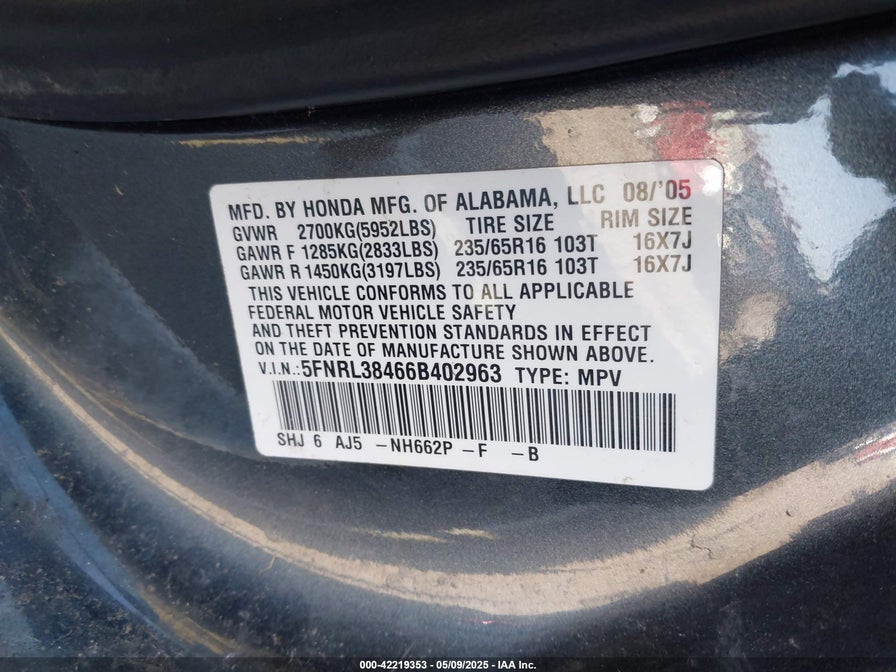 MFD. BY HONDA MFG. OF ALABAMA, LLC 08/'05
GVWR 2700KG(5952LBS) TIRE SIZE RIM SIZE
GAWR F 1285KG(2833LBS) 235/65R16 103T 16X7J
GAWR R 1450KG(3197LBS) 235/65R16 103T 16X7J
THIS VEHICLE CONFORMS TO ALL APPLICABLE
FEDERAL MOTOR VEHICLE SAFETY
AND THEFT PREVENTION STANDARDS IN EFFECT
ON THE DATE OF MANUFACTURE SHOWN ABOVE.
V.I.N.:5FNRL38466B402963 TYPE: MPV
SHJ 6 AJ5 -NH662P -F -B
000-42219353 - 05/09/2025 - IAA Inc.